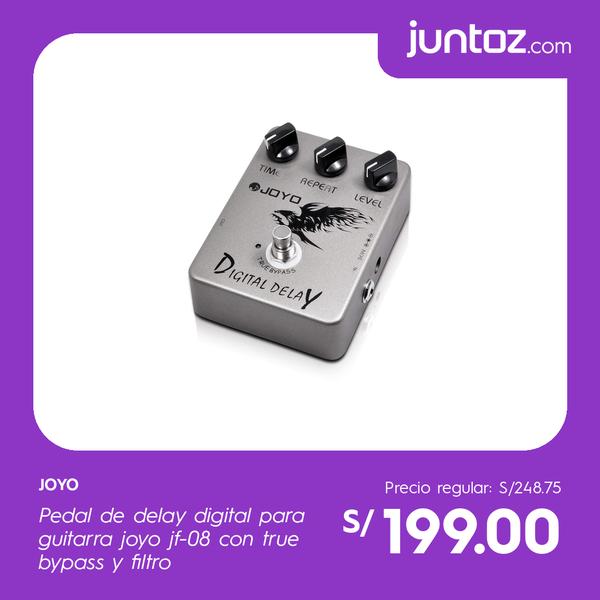 juntoz.com
TIME
REPEAT
LEVEL
JOYO
TRUE BYPASS
DIGITAL DELAY
JOYO
Precio regular: S/248.75
Pedal de delay digital para
guitarra joyo jf-08 con true
bypass y filtro
S/199.00